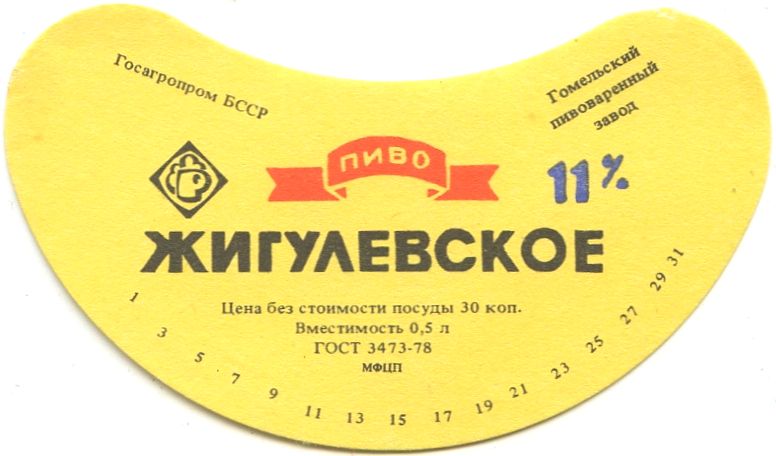 Госагропром БССР
Гомельский
пивоваренный
завод
ПИВО
11%
ЖИГУЛЕВСКОЕ
Цена без стоимости посуды 30 коп.
Вместимость 0,5 л
ГОСТ 3473-78
МФЦП
1 3 5 7 9 11 13 15 17 19 21 23 25 27 29 31